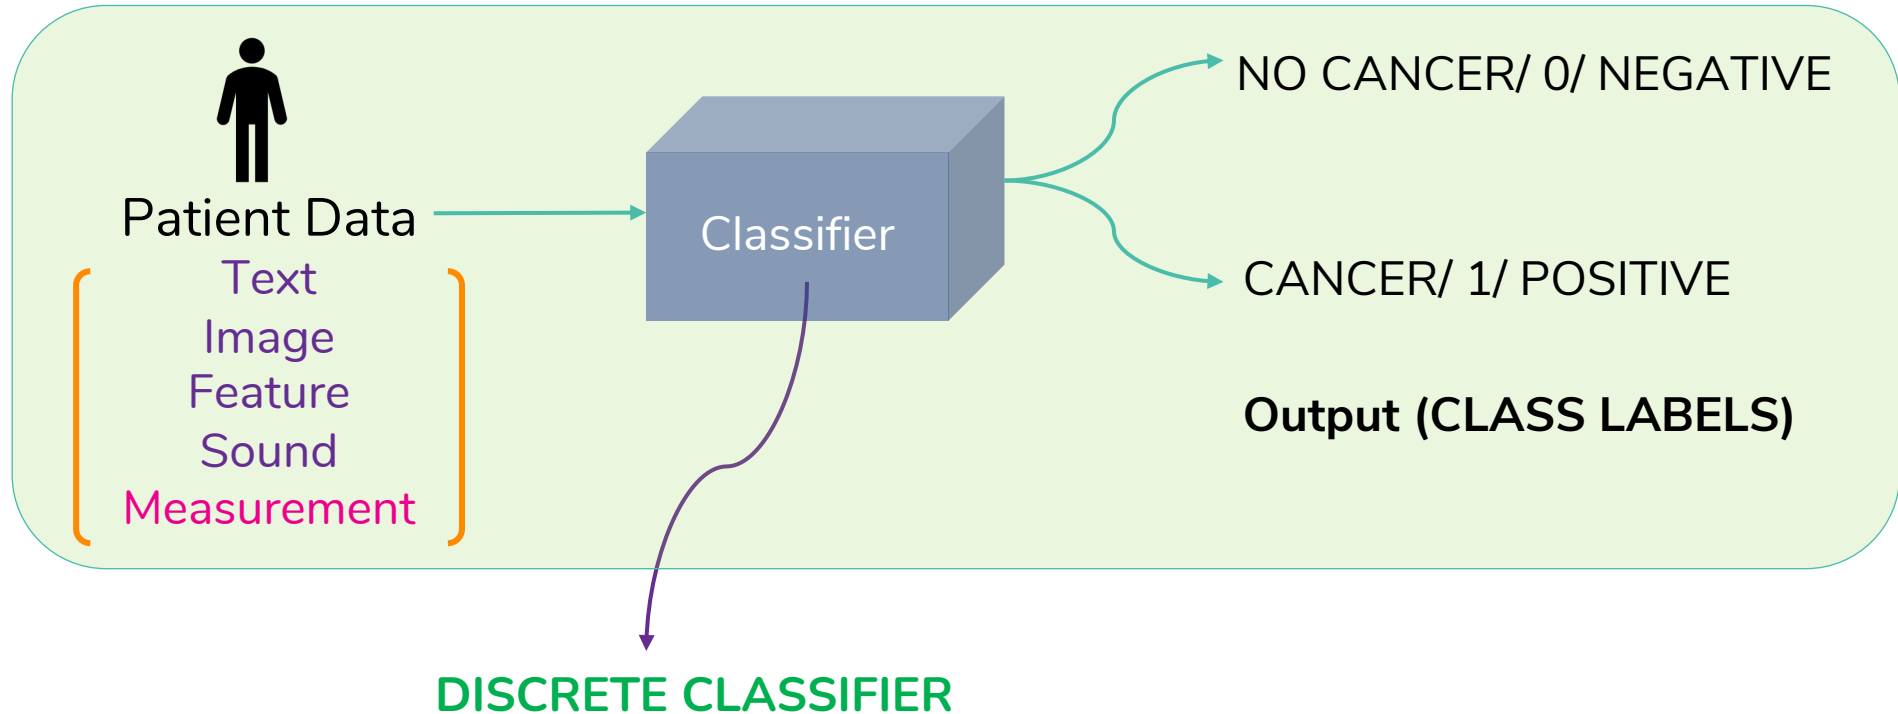 Patient Data
Text
Image
Feature
Sound
Measurement
Classifier
NO CANCER/ 0/ NEGATIVE
CANCER/ 1/ POSITIVE
Output (CLASS LABELS)
DISCRETE CLASSIFIER